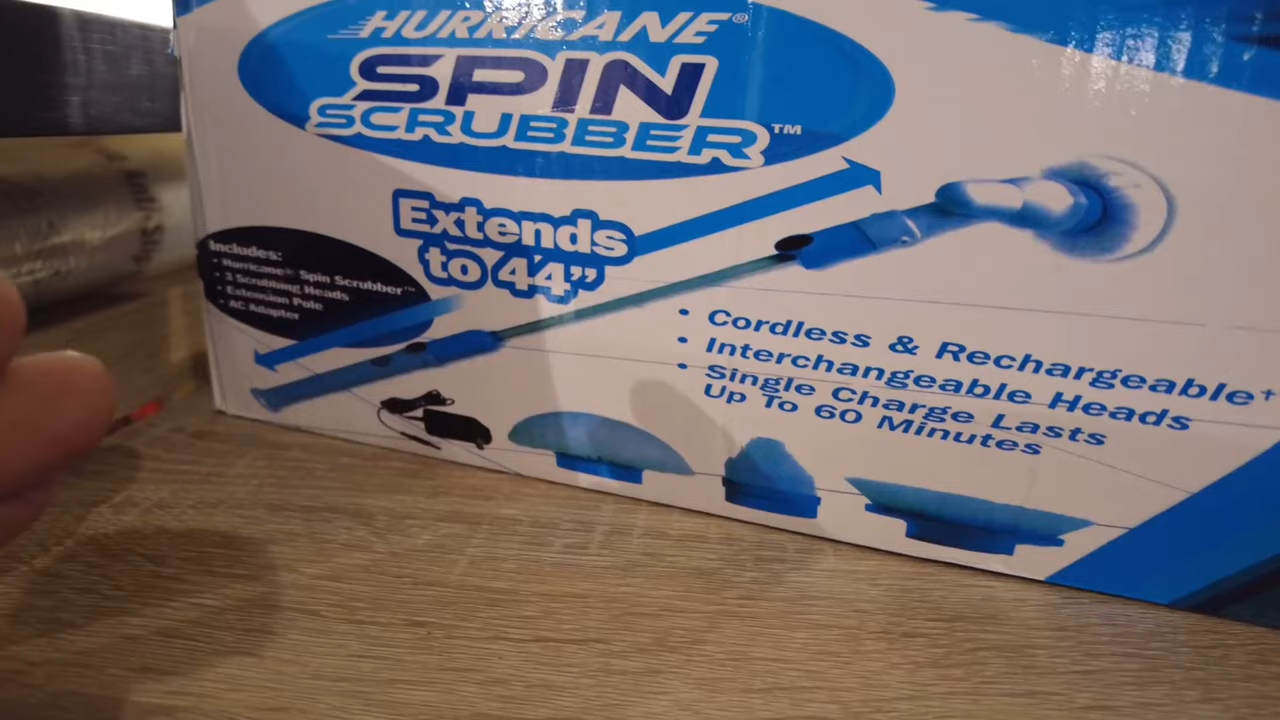 HURRICANE®
SPIN
SCRUBBER™
Extends
to 44”
Includes:
• Hurricane® Spin Scrubber™
• 3 Scrubbing Heads
• Extension Pole
• AC Adapter
• Cordless & Rechargeable†
• Interchangeable Heads
• Single Charge Lasts
Up To 60 Minutes